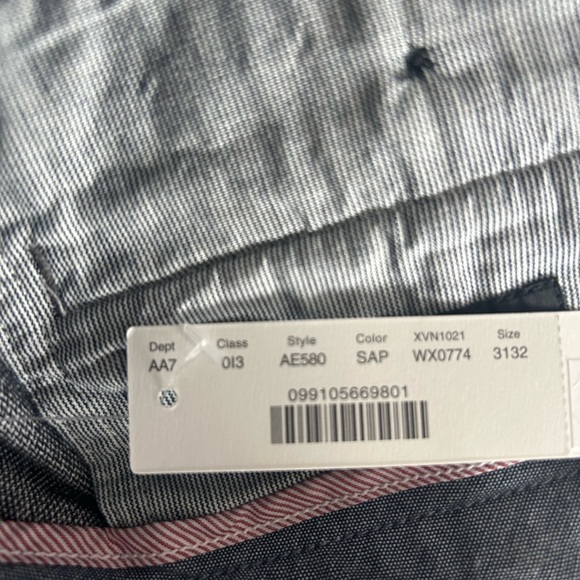 Dept Class Style Color XVN1021 Size
AA7 0I3 AE580 SAP WX0774 3132
099105669801